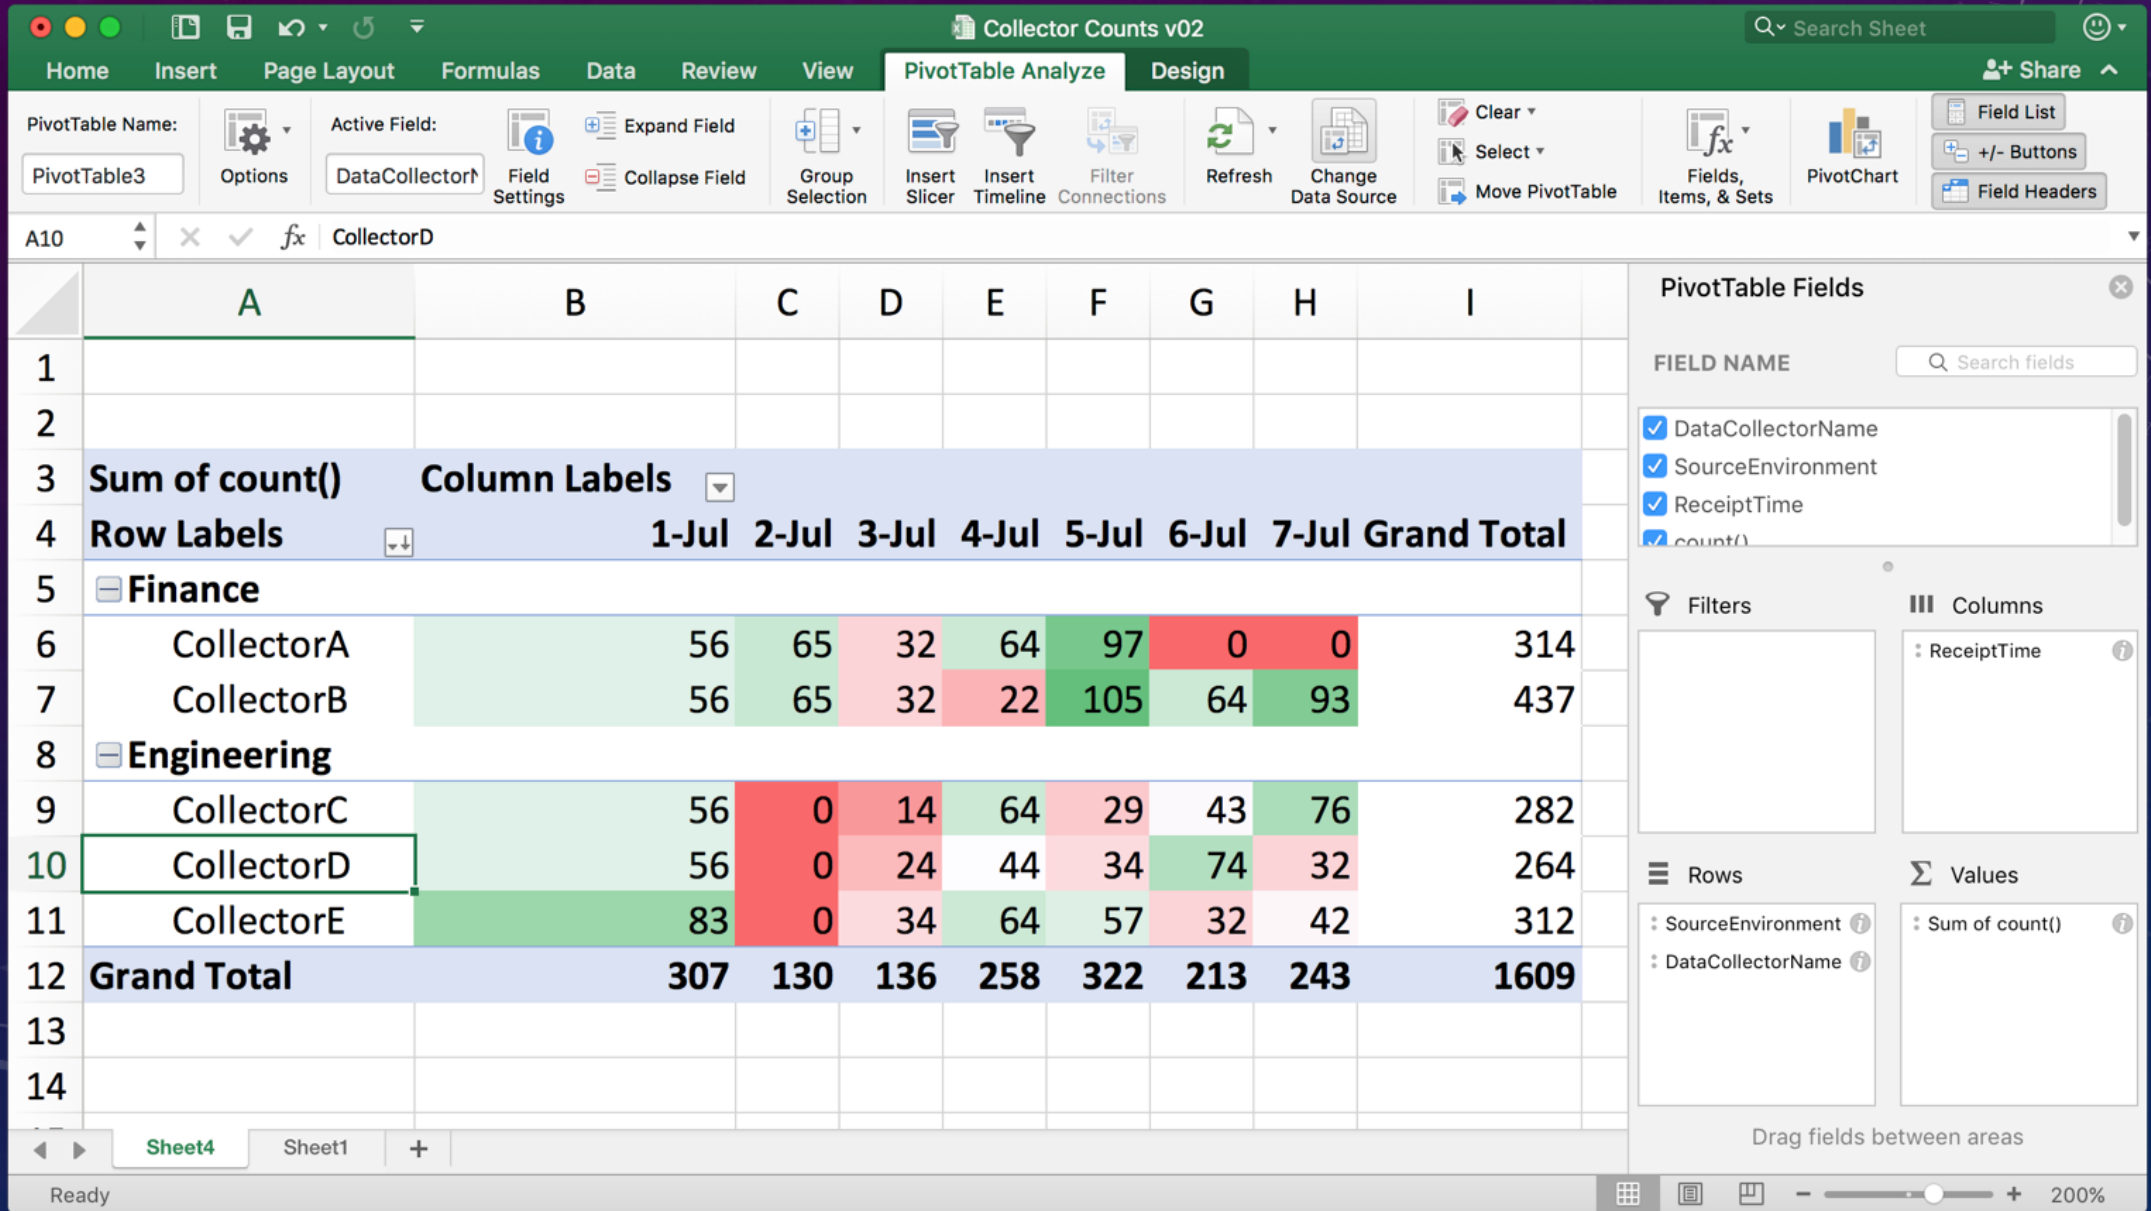 Collector Counts v02
Search Sheet
Home Insert Page Layout Formulas Data Review View PivotTable Analyze Design Share
PivotTable Name:
PivotTable3
Options
Active Field:
DataCollectorN
Field Settings
Expand Field
Collapse Field
Group Selection
Insert Slicer
Insert Timeline
Filter Connections
Refresh
Change Data Source
Clear
Select
Move PivotTable
Fields, Items, & Sets
PivotChart
Field List
+/- Buttons
Field Headers
A10 fx CollectorD
A B C D E F G H I
1
2
3 Sum of count() Column Labels
4 Row Labels 1-Jul 2-Jul 3-Jul 4-Jul 5-Jul 6-Jul 7-Jul Grand Total
5 Finance
6 CollectorA 56 65 32 64 97 0 0 314
7 CollectorB 56 65 32 22 105 64 93 437
8 Engineering
9 CollectorC 56 0 14 64 29 43 76 282
10 CollectorD 56 0 24 44 34 74 32 264
11 CollectorE 83 0 34 64 57 32 42 312
12 Grand Total 307 130 136 258 322 213 243 1609
13
14
PivotTable Fields
FIELD NAME Search fields
DataCollectorName
SourceEnvironment
ReceiptTime
count()
Filters
Columns
ReceiptTime
Rows
SourceEnvironment
DataCollectorName
Values
Sum of count()
Drag fields between areas
Sheet4 Sheet1 +
Ready
200%